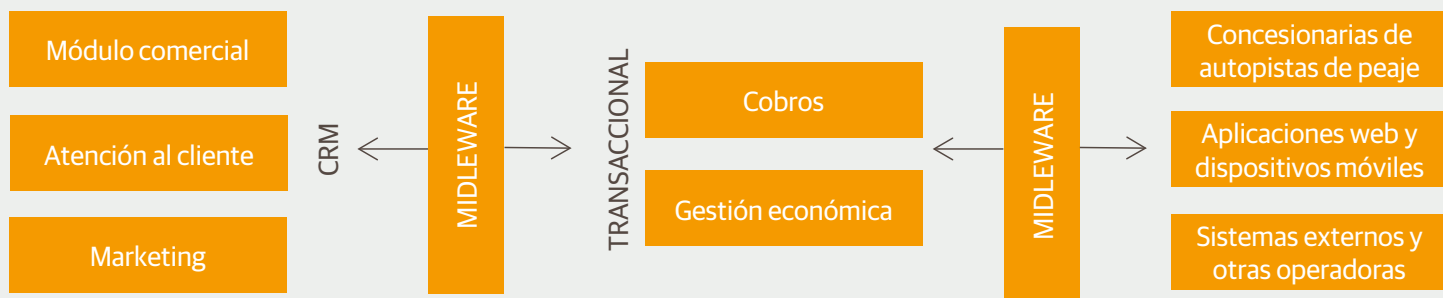 Módulo comercial
Atención al cliente
Marketing
CRM
MIDLEWARE
TRANSACCIONAL
Cobros
Gestión económica
MIDLEWARE
Concesionarias de
autopistas de peaje
Aplicaciones web y
dispositivos móviles
Sistemas externos y
otras operadoras